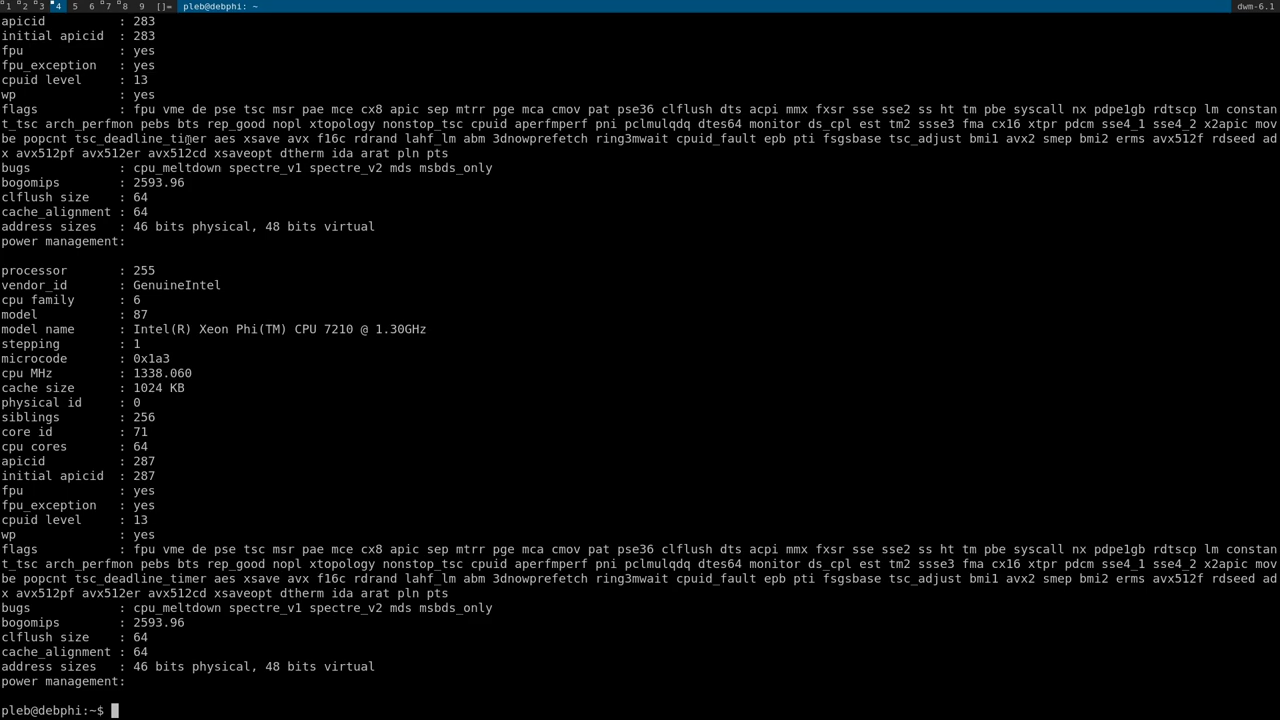 1 2 3 4 5 6 7 8 9 []= pleb@debphi: ~ dwm-6.1
apicid : 283
initial apicid : 283
fpu : yes
fpu_exception : yes
cpuid level : 13
wp : yes
flags : fpu vme de pse tsc msr pae mce cx8 apic sep mtrr pge mca cmov pat pse36 clflush dts acpi mmx fxsr sse sse2 ss ht tm pbe syscall nx pdpe1gb rdtscp lm constan
t_tsc arch_perfmon pebs bts rep_good nopl xtopology nonstop_tsc cpuid aperfmperf pni pclmulqdq dtes64 monitor ds_cpl est tm2 ssse3 fma cx16 xtpr pdcm sse4_1 sse4_2 x2apic mov
be popcnt tsc_deadline_timer aes xsave avx f16c rdrand lahf_lm abm 3dnowprefetch ring3mwait cpuid_fault epb pti fsgsbase tsc_adjust bmi1 avx2 smep bmi2 erms avx512f rdseed ad
x avx512pf avx512er avx512cd xsaveopt dtherm ida arat pln pts
bugs : cpu_meltdown spectre_v1 spectre_v2 mds msbds_only
bogomips : 2593.96
clflush size : 64
cache_alignment : 64
address sizes : 46 bits physical, 48 bits virtual
power management:
processor : 255
vendor_id : GenuineIntel
cpu family : 6
model : 87
model name : Intel(R) Xeon Phi(TM) CPU 7210 @ 1.30GHz
stepping : 1
microcode : 0x1a3
cpu MHz : 1338.060
cache size : 1024 KB
physical id : 0
siblings : 256
core id : 71
cpu cores : 64
apicid : 287
initial apicid : 287
fpu : yes
fpu_exception : yes
cpuid level : 13
wp : yes
flags : fpu vme de pse tsc msr pae mce cx8 apic sep mtrr pge mca cmov pat pse36 clflush dts acpi mmx fxsr sse sse2 ss ht tm pbe syscall nx pdpe1gb rdtscp lm constan
t_tsc arch_perfmon pebs bts rep_good nopl xtopology nonstop_tsc cpuid aperfmperf pni pclmulqdq dtes64 monitor ds_cpl est tm2 ssse3 fma cx16 xtpr pdcm sse4_1 sse4_2 x2apic mov
be popcnt tsc_deadline_timer aes xsave avx f16c rdrand lahf_lm abm 3dnowprefetch ring3mwait cpuid_fault epb pti fsgsbase tsc_adjust bmi1 avx2 smep bmi2 erms avx512f rdseed ad
x avx512pf avx512er avx512cd xsaveopt dtherm ida arat pln pts
bugs : cpu_meltdown spectre_v1 spectre_v2 mds msbds_only
bogomips : 2593.96
clflush size : 64
cache_alignment : 64
address sizes : 46 bits physical, 48 bits virtual
power management:
pleb@debphi:~$